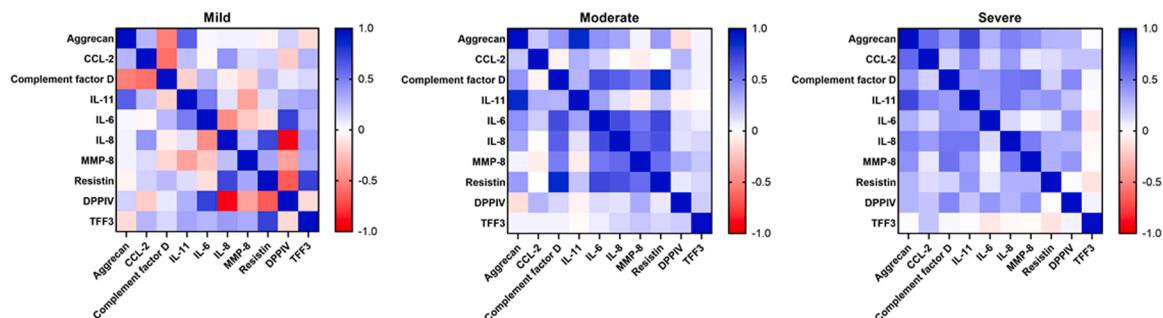 Mild
Aggrecan
CCL-2
Complement factor D
IL-11
IL-6
IL-8
MMP-8
Resistin
DPPIV
TFF3
1.0
0.5
0
-0.5
-1.0
Aggrecan
CCL-2
Complement factor D
IL-11
IL-6
IL-8
MMP-8
Resistin
DPPIV
TFF3
Moderate
Aggrecan
CCL-2
Complement factor D
IL-11
IL-6
IL-8
MMP-8
Resistin
DPPIV
TFF3
1.0
0.5
0
-0.5
-1.0
Aggrecan
CCL-2
Complement factor D
IL-11
IL-6
IL-8
MMP-8
Resistin
DPPIV
TFF3
Severe
Aggrecan
CCL-2
Complement factor D
IL-11
IL-6
IL-8
MMP-8
Resistin
DPPIV
TFF3
1.0
0.5
0
-0.5
-1.0
Aggrecan
CCL-2
Complement factor D
IL-11
IL-6
IL-8
MMP-8
Resistin
DPPIV
TFF3